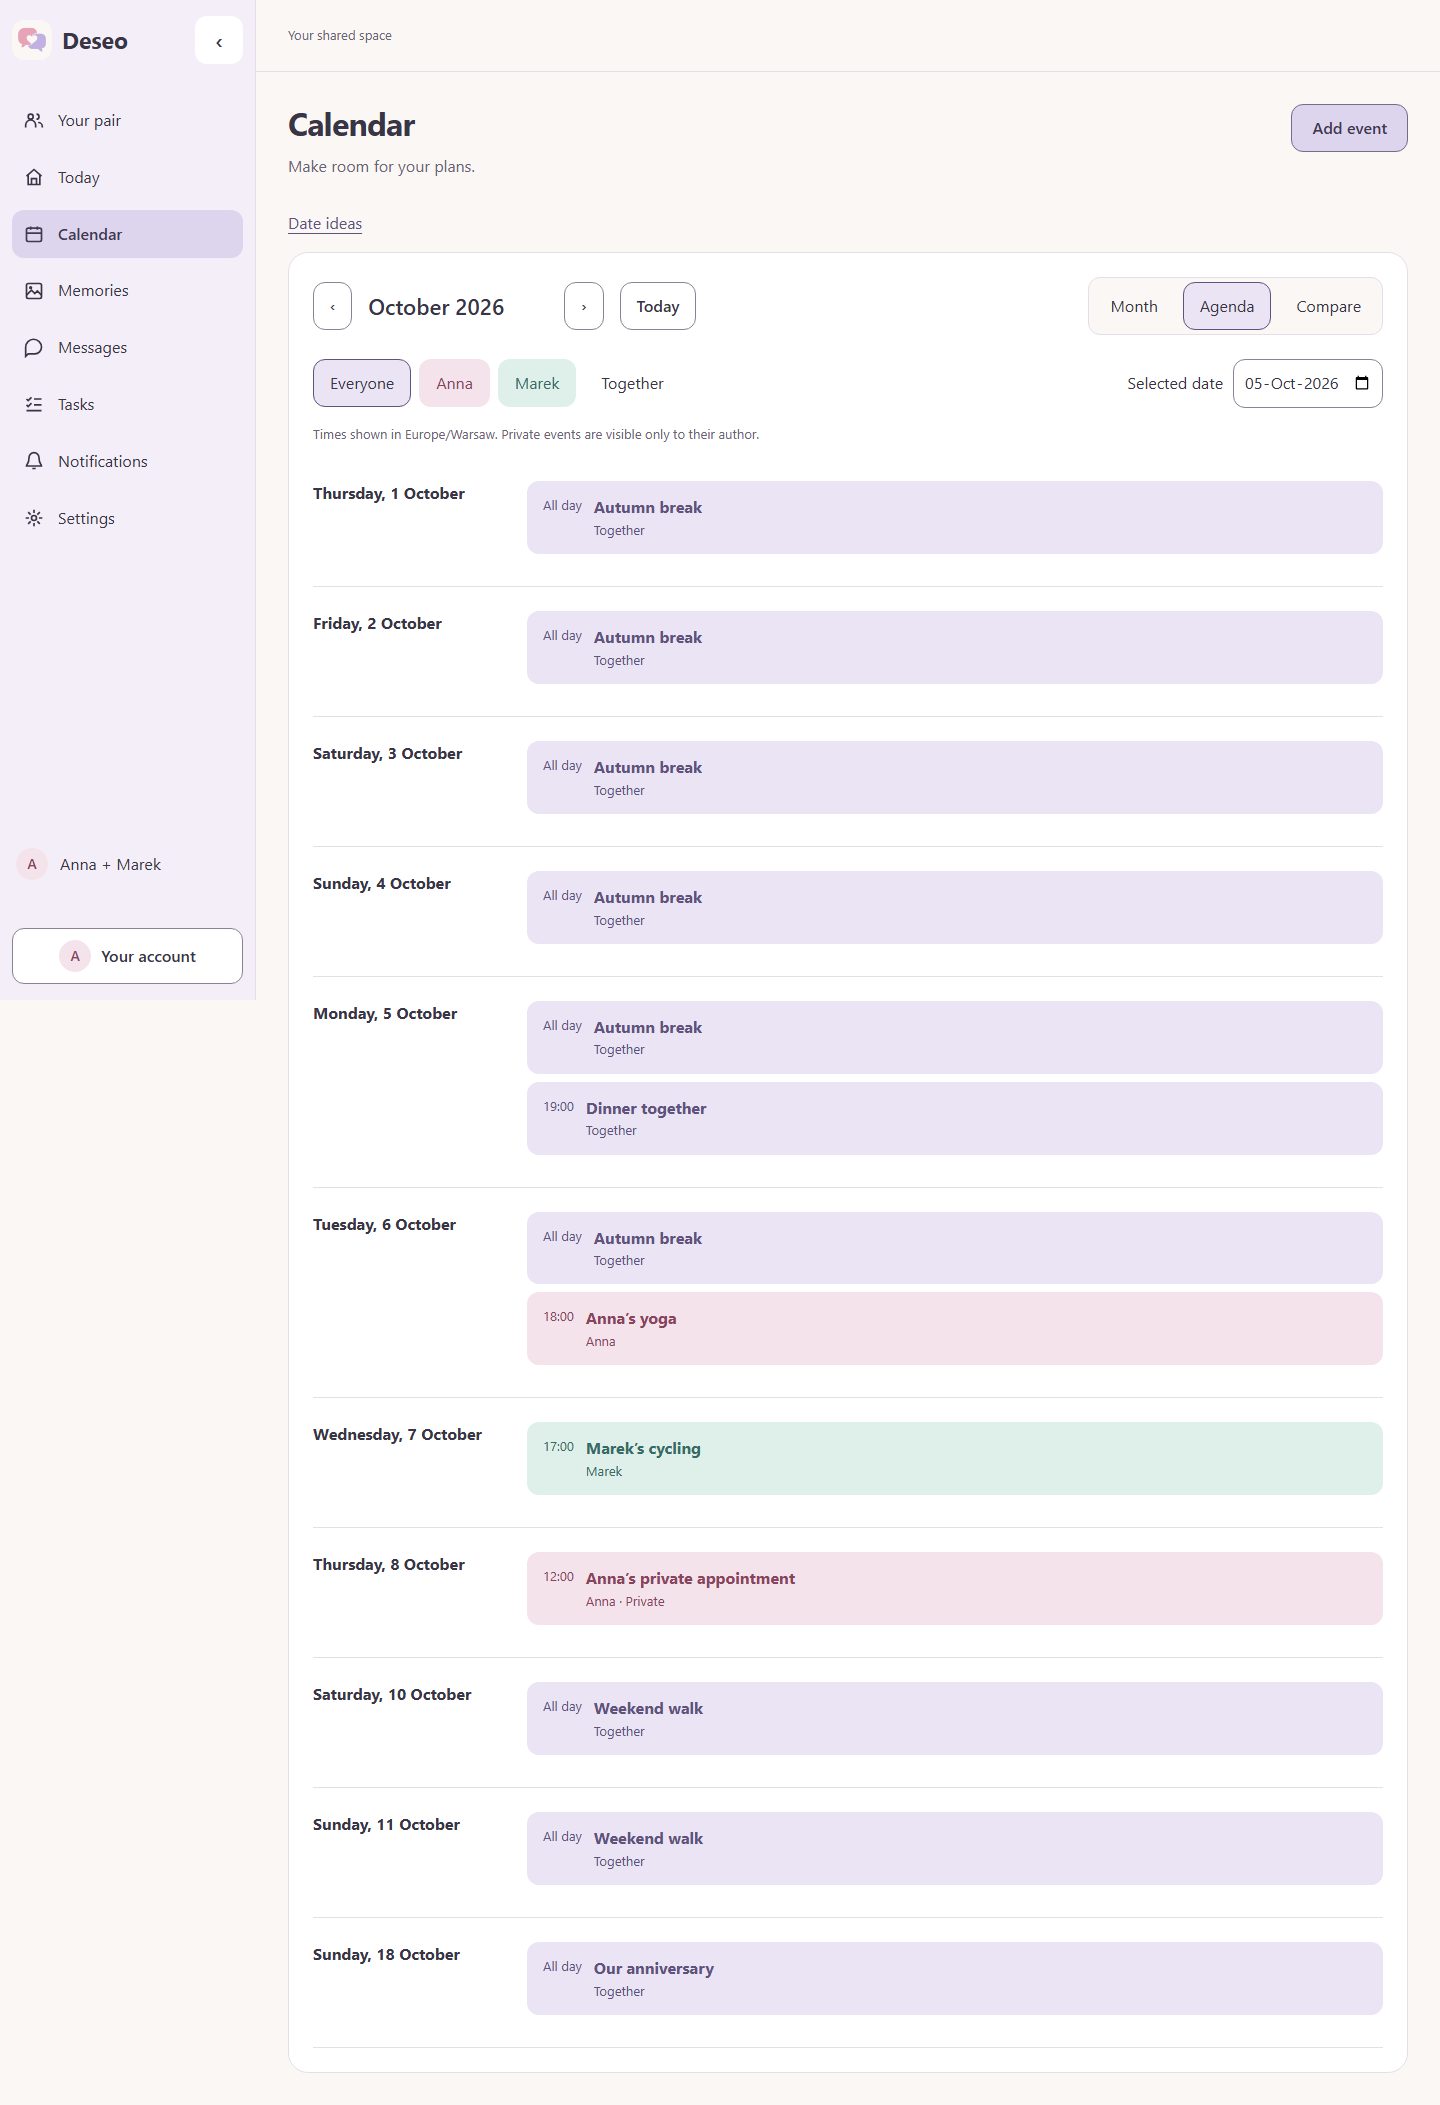 Deseo
‹
Your pair
Today
Calendar
Memories
Messages
Tasks
Notifications
Settings
A Anna + Marek
A Your account
Your shared space
Calendar
Add event
Make room for your plans.
Date ideas
‹ October 2026 › Today
Month Agenda Compare
Everyone Anna Marek Together
Selected date 05-Oct-2026
Times shown in Europe/Warsaw. Private events are visible only to their author.
Thursday, 1 October
All day Autumn break
Together
Friday, 2 October
All day Autumn break
Together
Saturday, 3 October
All day Autumn break
Together
Sunday, 4 October
All day Autumn break
Together
Monday, 5 October
All day Autumn break
Together
19:00 Dinner together
Together
Tuesday, 6 October
All day Autumn break
Together
18:00 Anna’s yoga
Anna
Wednesday, 7 October
17:00 Marek’s cycling
Marek
Thursday, 8 October
12:00 Anna’s private appointment
Anna · Private
Saturday, 10 October
All day Weekend walk
Together
Sunday, 11 October
All day Weekend walk
Together
Sunday, 18 October
All day Our anniversary
Together